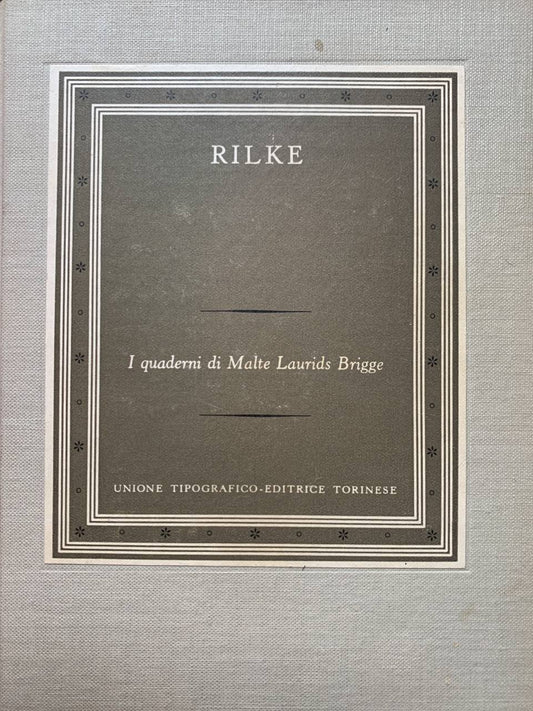 RILKE
I quaderni di Malte Laurids Brigge
UNIONE TIPOGRAFICO-EDITRICE TORINESE